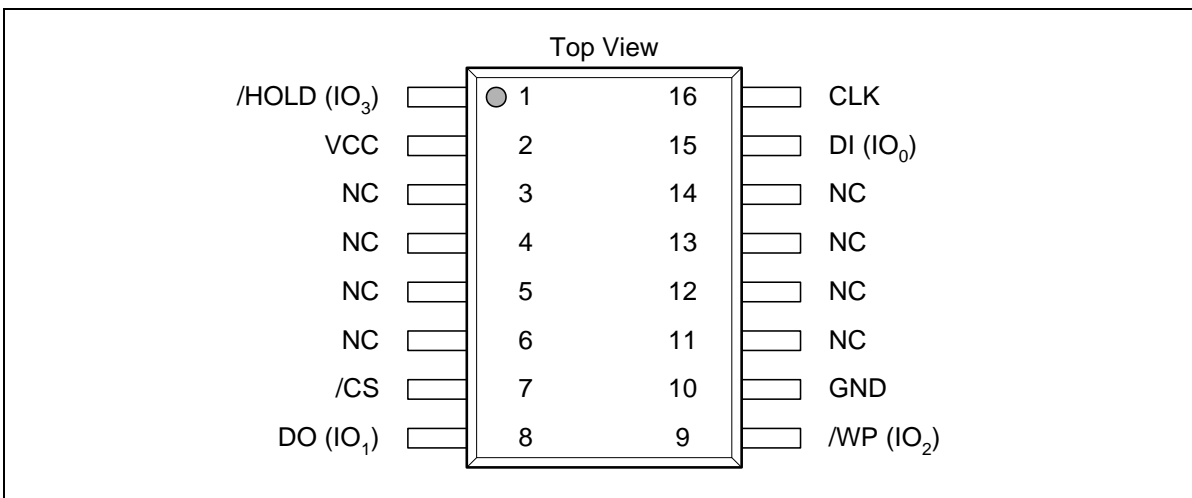 Top View
/HOLD (IO3) 1 16 CLK
VCC 2 15 DI (IO0)
NC 3 14 NC
NC 4 13 NC
NC 5 12 NC
NC 6 11 NC
/CS 7 10 GND
DO (IO1) 8 9 /WP (IO2)